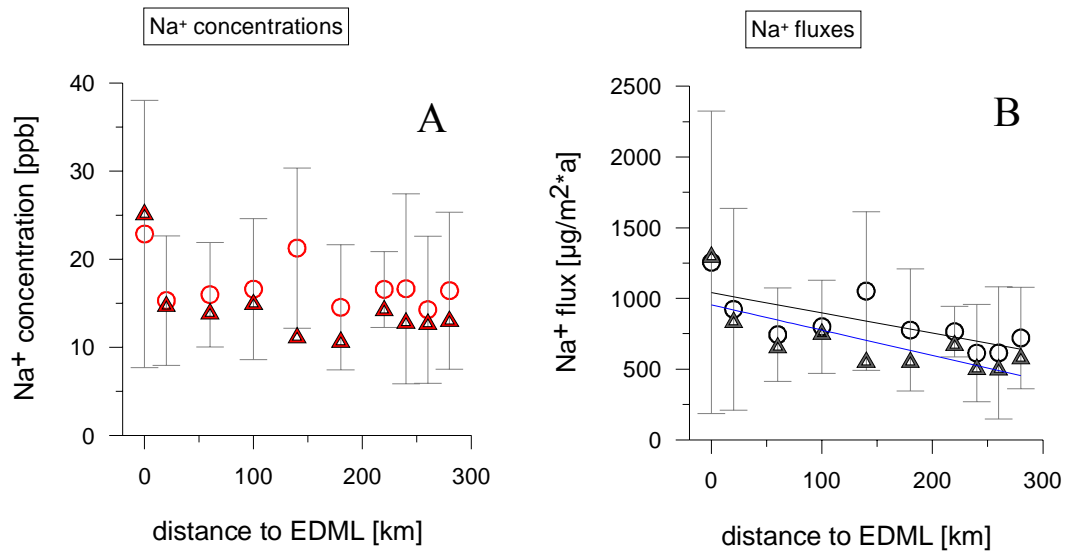 Na⁺ concentrations
Na⁺ concentration [ppb]
40
30
20
10
0
A
0
100
200
300
distance to EDML [km]
Na⁺ fluxes
Na⁺ flux [µg/m²*a]
2500
2000
1500
1000
500
0
B
0
100
200
300
distance to EDML [km]